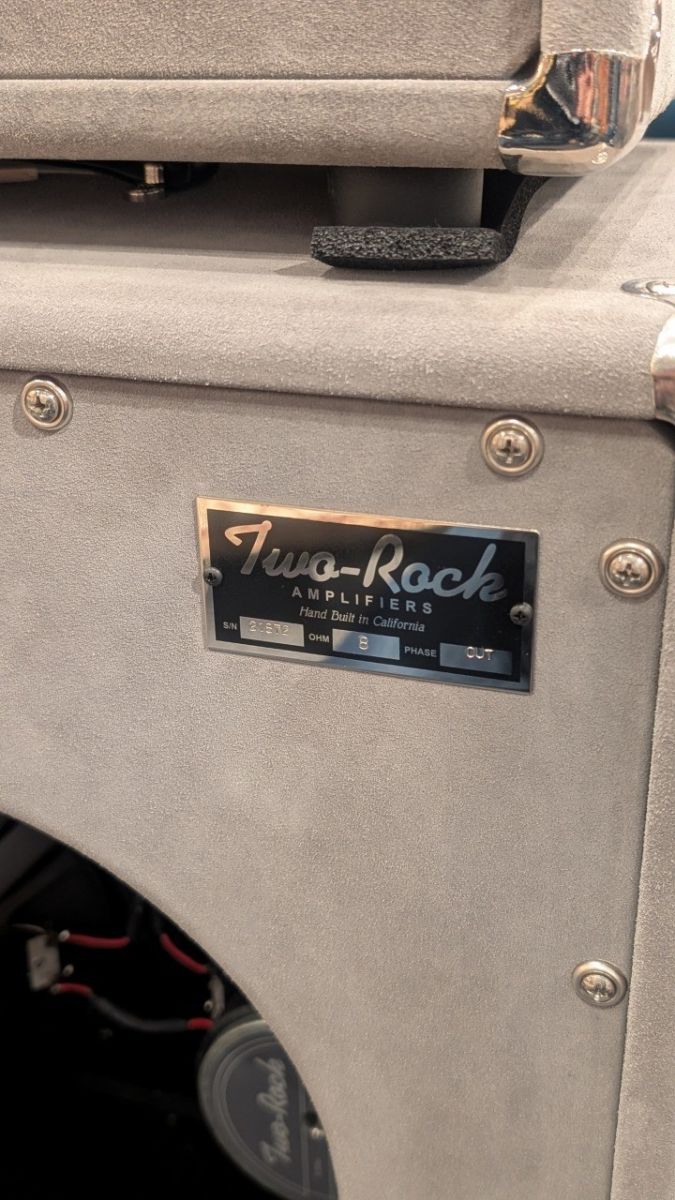 Two-Rock
AMPLIFIERS
Hand Built in California
S/N OHM 8 PHASE OUT
Two-Rock